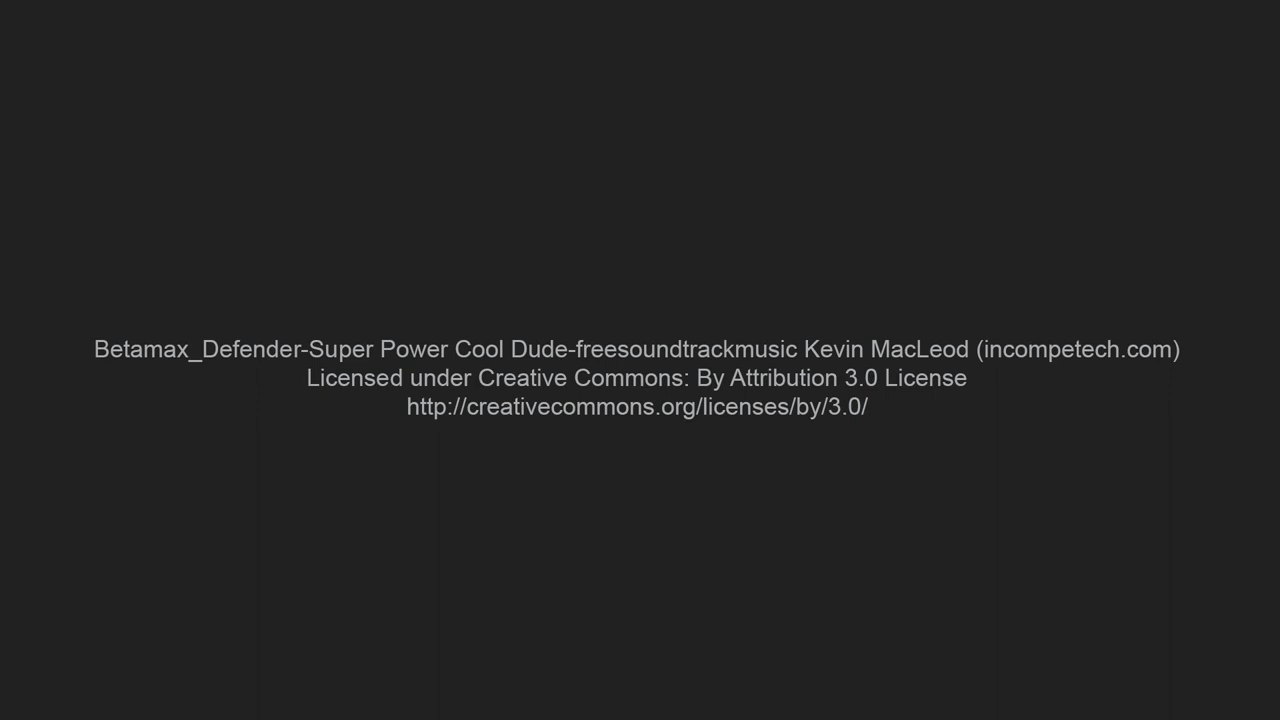 Betamax_Defender-Super Power Cool Dude-freesoundtrackmusic Kevin MacLeod (incompetech.com)
Licensed under Creative Commons: By Attribution 3.0 License
http://creativecommons.org/licenses/by/3.0/